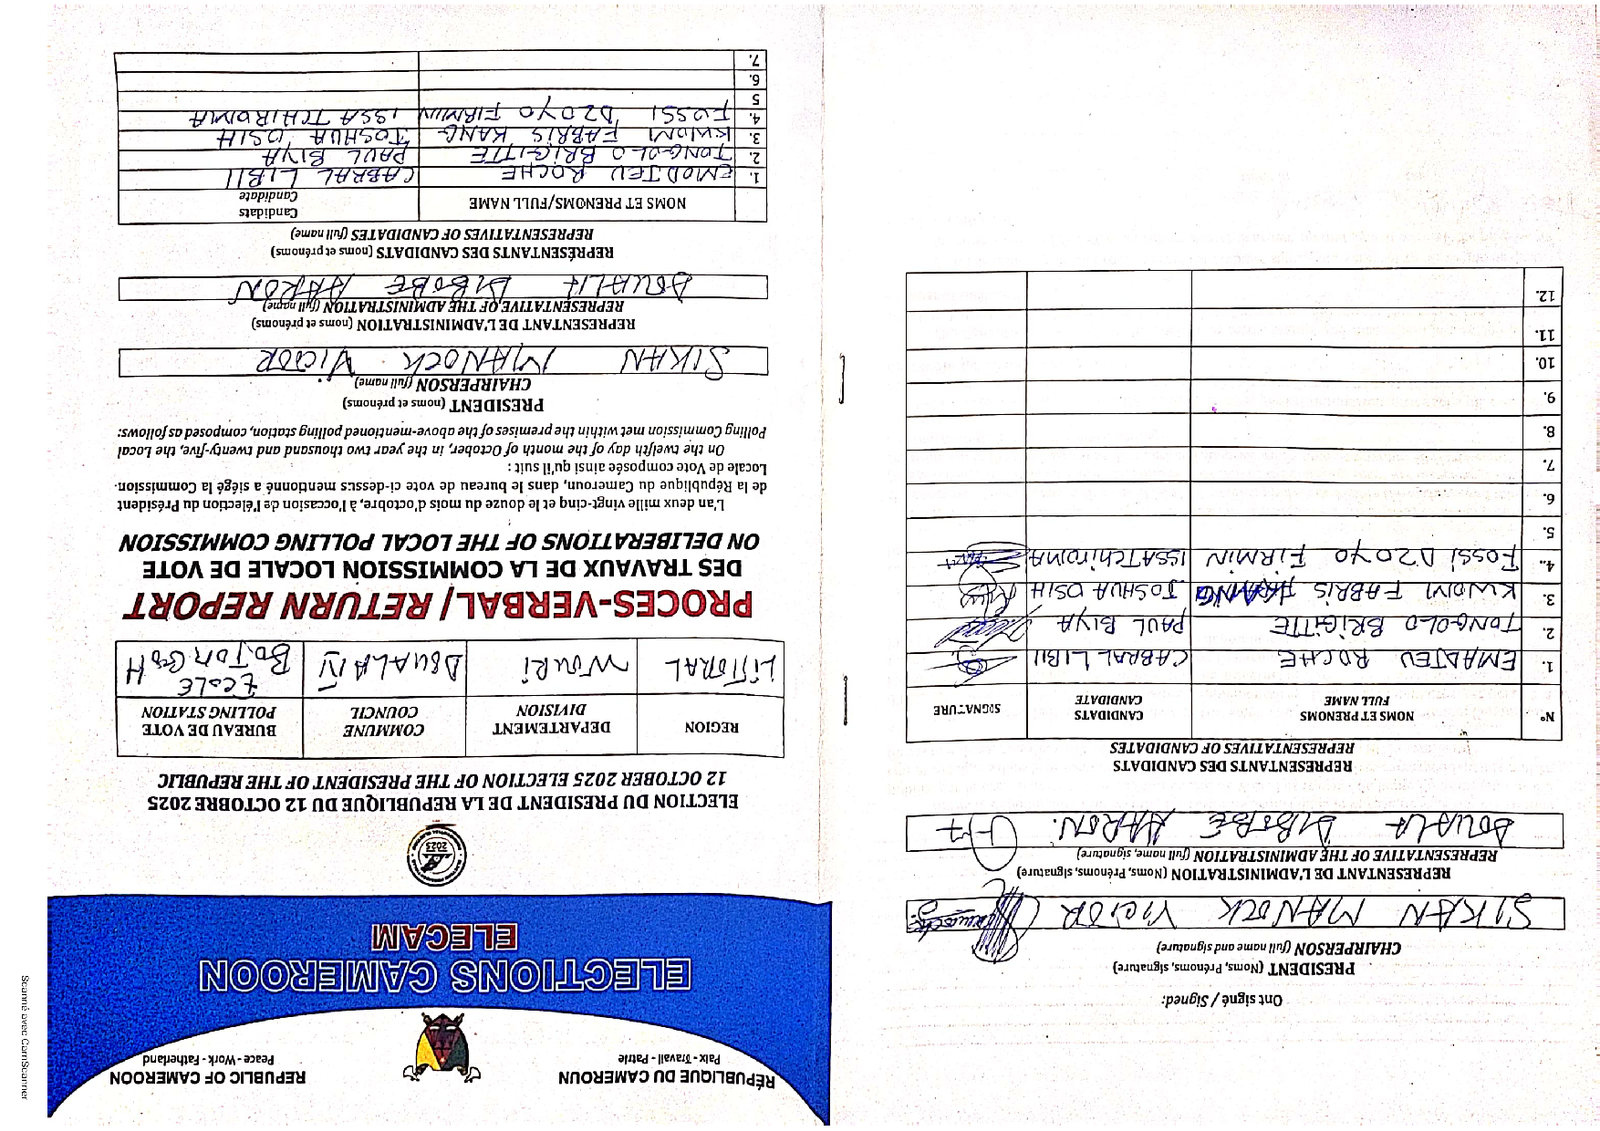 RÉPUBLIQUE DU CAMEROUN
Paix - Travail - Patrie
REPUBLIC OF CAMEROON
Peace - Work - Fatherland
ELECTIONS CAMEROON
ELECAM
2025
ELECTION DU PRESIDENT DE LA REPUBLIQUE DU 12 OCTOBRE 2025
12 OCTOBER 2025 ELECTION OF THE PRESIDENT OF THE REPUBLIC
REGION
DEPARTEMENT
DIVISION
COMMUNE
COUNCIL
BUREAU DE VOTE
POLLING STATION
LITTORAL
WOURI
DOUALA IV
ECOLE
PROCES-VERBAL / RETURN REPORT
DES TRAVAUX DE LA COMMISSION LOCALE DE VOTE
ON DELIBERATIONS OF THE LOCAL POLLING COMMISSION
L'an deux mille vingt-cinq et le douze du mois d'octobre, à l'occasion de l'élection du Président
de la République du Cameroun, dans le bureau de vote ci-dessus mentionné a siégé la Commission
Locale de Vote composée ainsi qu'il suit :
On the twelfth day of the month of October, in the year two thousand and twenty-five, the Local
Polling Commission met within the premises of the above-mentioned polling station, composed as follows:
PRESIDENT (noms et prénoms)
CHAIRPERSON (full name)
SIKAN MANOCK VICTOR
REPRESENTANT DE L'ADMINISTRATION (noms et prénoms)
REPRESENTATIVE OF THE ADMINISTRATION (full name)
DOUALA DIBOBE AARON
REPRÉSENTANTS DES CANDIDATS (noms et prénoms)
REPRESENTATIVES OF CANDIDATES (full name)
NOMS ET PRENOMS/FULL NAME
Candidats
Candidate
1. EMADJEU ROCHE CABRAL LIBII
2. TONGOLO BRIGITTE PAUL BIYA
3. KWIMI FABRIS KANG JOSHUA OSIH
4. FOSSI DZOYO FIRMIN ISSA TCHIROMA
5
6.
7.
Ont signé / Signed:
PRESIDENT (Noms, Prénoms, signature)
CHAIRPERSON (full name and signature)
SIKAN MANOCK VICTOR
REPRESENTANT DE L'ADMINISTRATION (Noms, Prénoms, signature)
REPRESENTATIVE OF THE ADMINISTRATION (full name, signature)
DOUALA DIBOBE AARON.
REPRESENTANTS DES CANDIDATS
REPRESENTATIVES OF CANDIDATES
N°
NOMS ET PRENOMS
FULL NAME
CANDIDATS
CANDIDATE
SIGNATURE
1. EMADJEU ROCHE CABRAL LIBII
2. TONGOLO BRIGITTE PAUL BIYA
3. KWIMI FABRIS JOSHUA OSIH
4. FOSSI DZOYO FIRMIN ISSA TCHIROMA
5.
6.
7.
8.
9.
10.
11.
12.
Scanné avec CamScanner